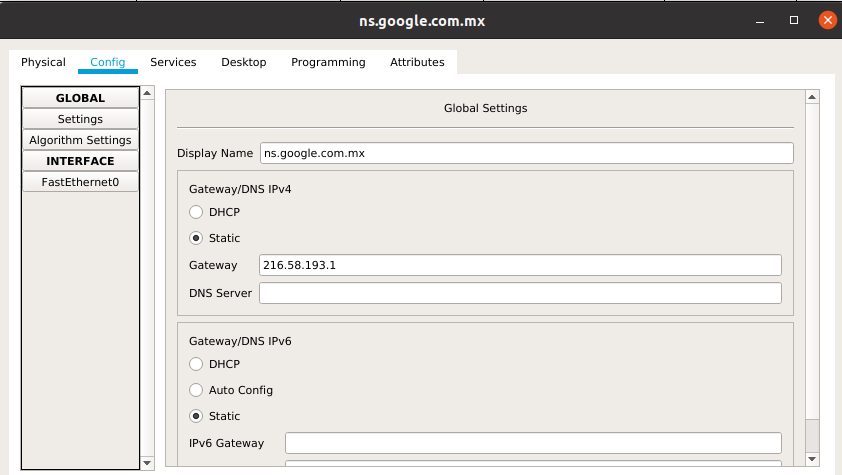 ns.google.com.mx
Physical Config Services Desktop Programming Attributes
GLOBAL
Settings
Algorithm Settings
INTERFACE
FastEthernet0
Global Settings
Display Name ns.google.com.mx
Gateway/DNS IPv4
DHCP
Static
Gateway 216.58.193.1
DNS Server
Gateway/DNS IPv6
DHCP
Auto Config
Static
IPv6 Gateway